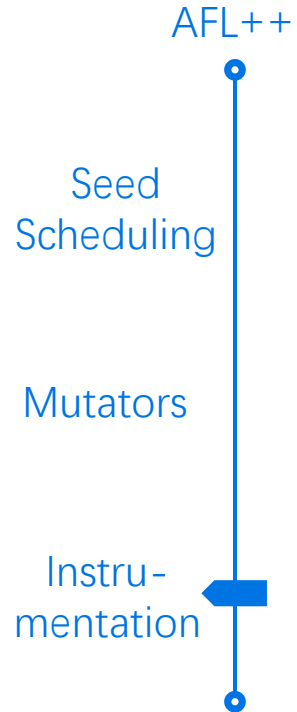 AFL++
Seed
Scheduling
Mutators
Instru-
mentation